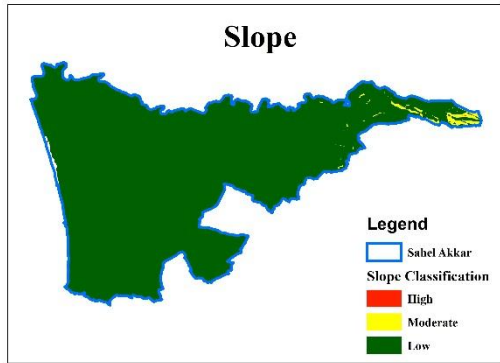 Slope
Legend
Sahel Akkar
Slope Classification
High
Moderate
Low